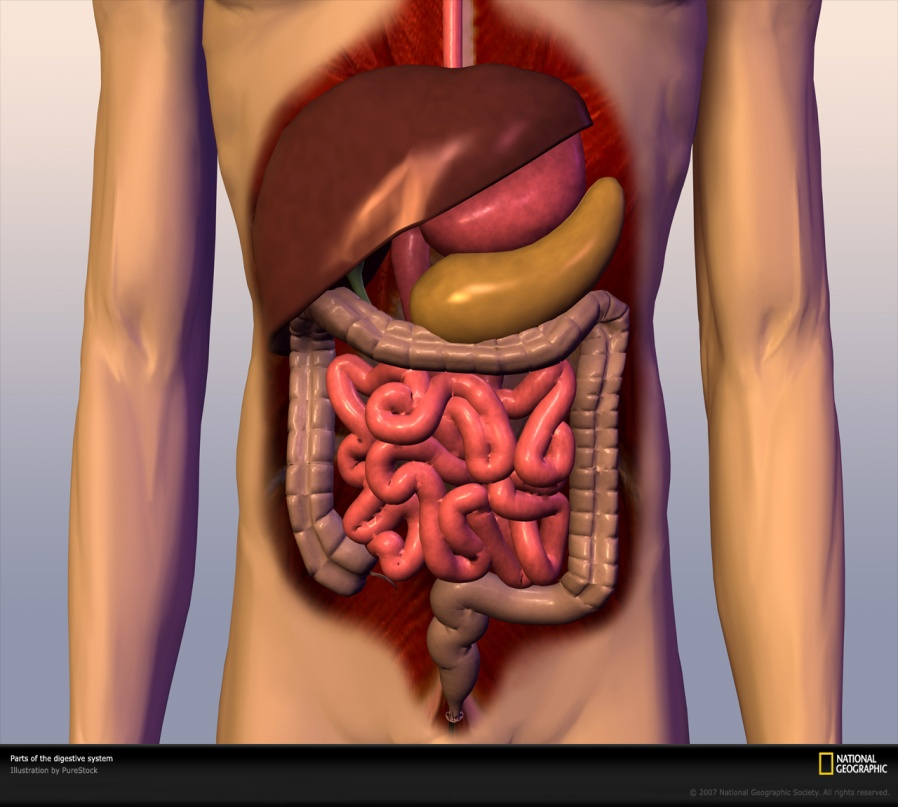 Parts of the digestive system
Illustration by PureStock
NATIONAL
GEOGRAPHIC
© 2007 National Geographic Society. All rights reserved.